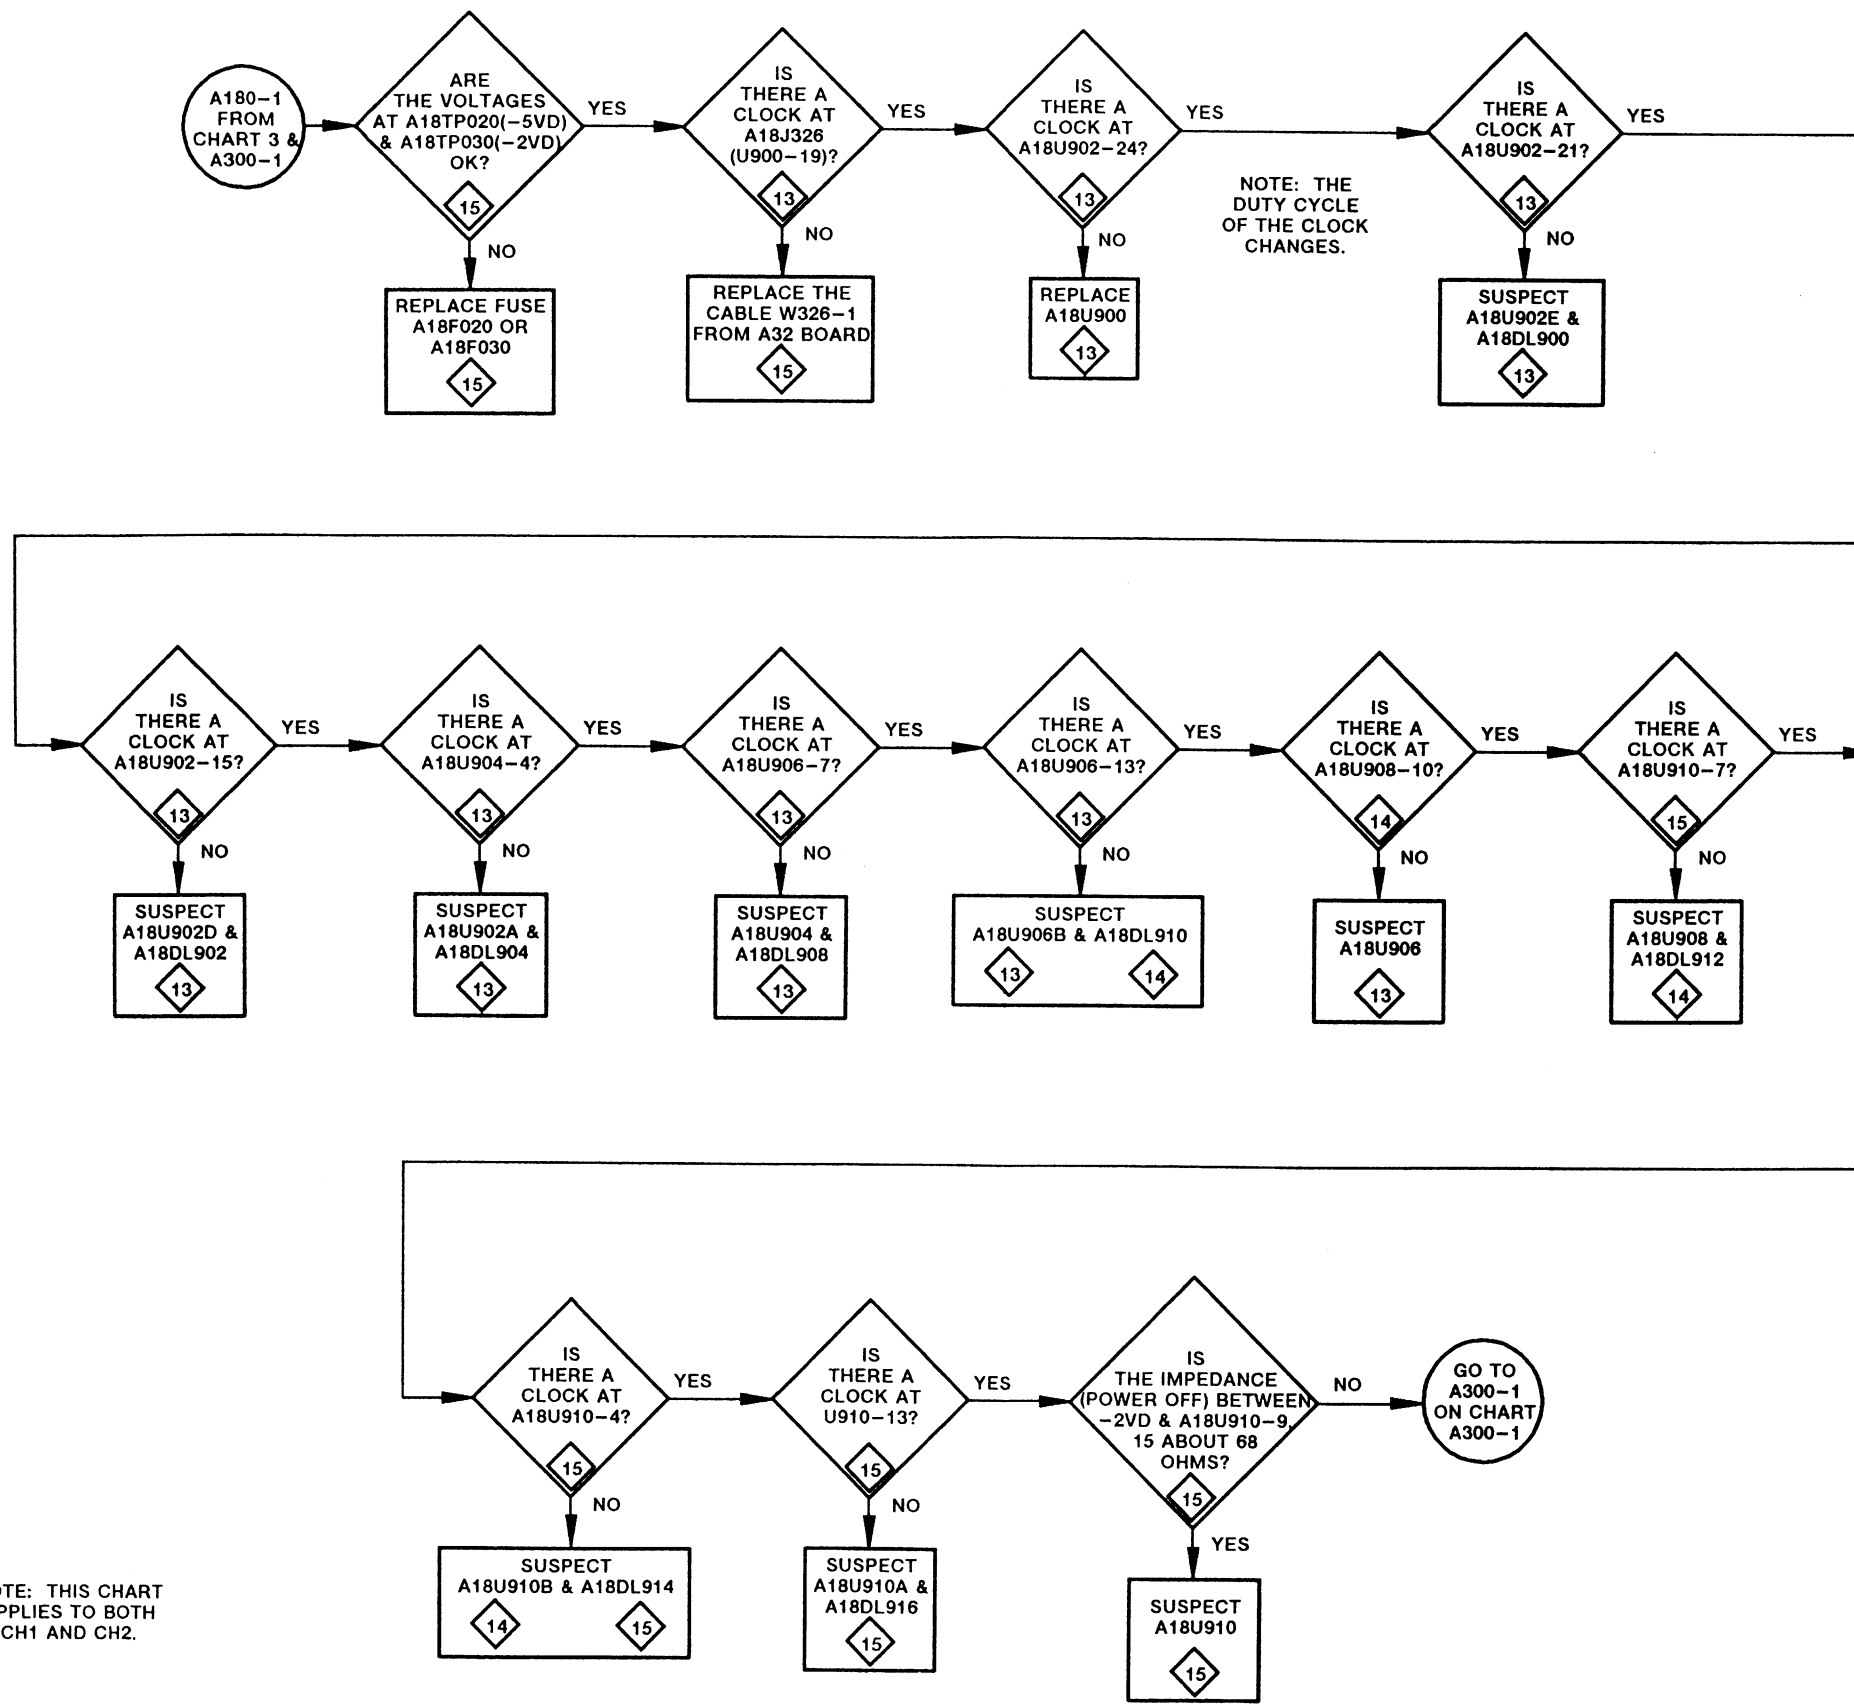 A180-1
FROM
CHART 3 &
A300-1
ARE
THE VOLTAGES
AT A18TP020(-5VD)
& A18TP030(-2VD)
OK?
15
YES
NO
REPLACE FUSE
A18F020 OR
A18F030
15
IS
THERE A
CLOCK AT
A18J326
(U900-19)?
13
YES
NO
REPLACE THE
CABLE W326-1
FROM A32 BOARD
15
IS
THERE A
CLOCK AT
A18U902-24?
13
YES
NO
REPLACE
A18U900
13
NOTE: THE
DUTY CYCLE
OF THE CLOCK
CHANGES.
IS
THERE A
CLOCK AT
A18U902-21?
13
YES
NO
SUSPECT
A18U902E &
A18DL900
13
IS
THERE A
CLOCK AT
A18U902-15?
13
YES
NO
SUSPECT
A18U902D &
A18DL902
13
IS
THERE A
CLOCK AT
A18U904-4?
13
YES
NO
SUSPECT
A18U902A &
A18DL904
13
IS
THERE A
CLOCK AT
A18U906-7?
13
YES
NO
SUSPECT
A18U904 &
A18DL908
13
IS
THERE A
CLOCK AT
A18U906-13?
13
YES
NO
SUSPECT
A18U906B & A18DL910
13 14
IS
THERE A
CLOCK AT
A18U908-10?
14
YES
NO
SUSPECT
A18U906
13
IS
THERE A
CLOCK AT
A18U910-7?
15
YES
NO
SUSPECT
A18U908 &
A18DL912
14
IS
THERE A
CLOCK AT
A18U910-4?
15
YES
NO
SUSPECT
A18U910B & A18DL914
14 15
IS
THERE A
CLOCK AT
U910-13?
15
YES
NO
SUSPECT
A18U910A &
A18DL916
15
IS
THE IMPEDANCE
(POWER OFF) BETWEEN
-2VD & A18U910-9,
15 ABOUT 68
OHMS?
15
NO
YES
SUSPECT
A18U910
15
GO TO
A300-1
ON CHART
A300-1
OTE: THIS CHART
PPLIES TO BOTH
CH1 AND CH2.